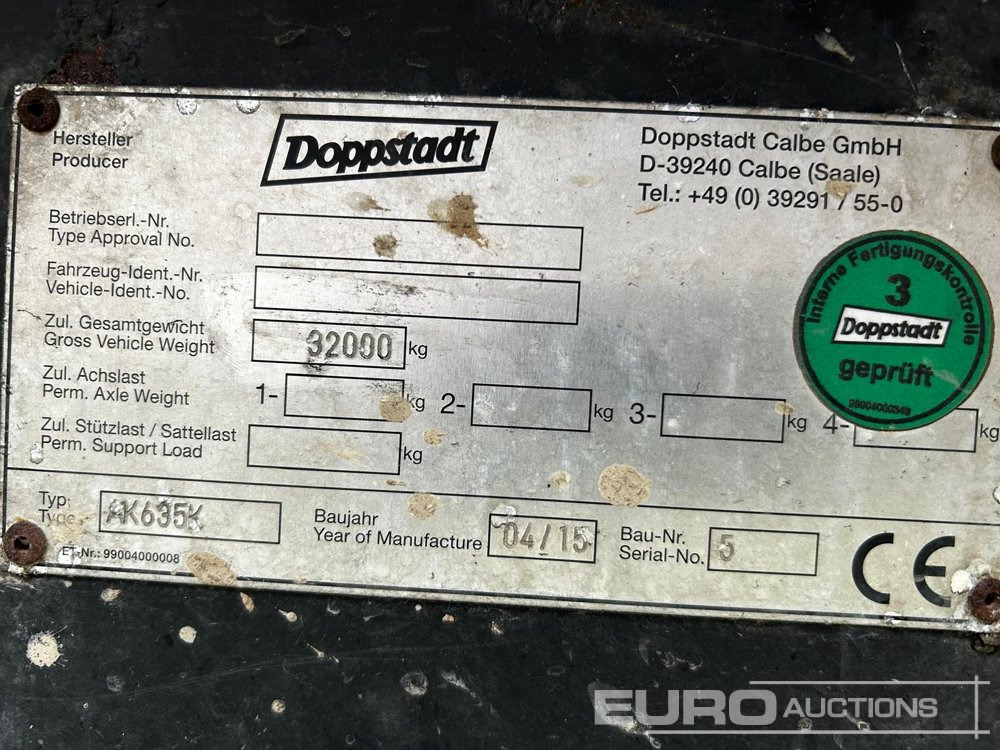 Hersteller
Producer
Doppstadt
Doppstadt Calbe GmbH
D-39240 Calbe (Saale)
Tel.: +49 (0) 39291 / 55-0
Betriebserl.-Nr.
Type Approval No.
Fahrzeug-Ident.-Nr.
Vehicle-Ident.-No.
Zul. Gesamtgewicht
Gross Vehicle Weight
32000 kg
Zul. Achslast
Perm. Axle Weight
1- kg 2- kg 3- kg 4- kg
Zul. Stützlast / Sattellast
Perm. Support Load
kg
Interne Fertigungskontrolle
3
Doppstadt
geprüft
99004000349
Typ
Type
AK635K
Baujahr
Year of Manufacture
04/15
Bau-Nr.
Serial-No.
5
CE
ET-Nr.: 99004000008
EURO AUCTIONS